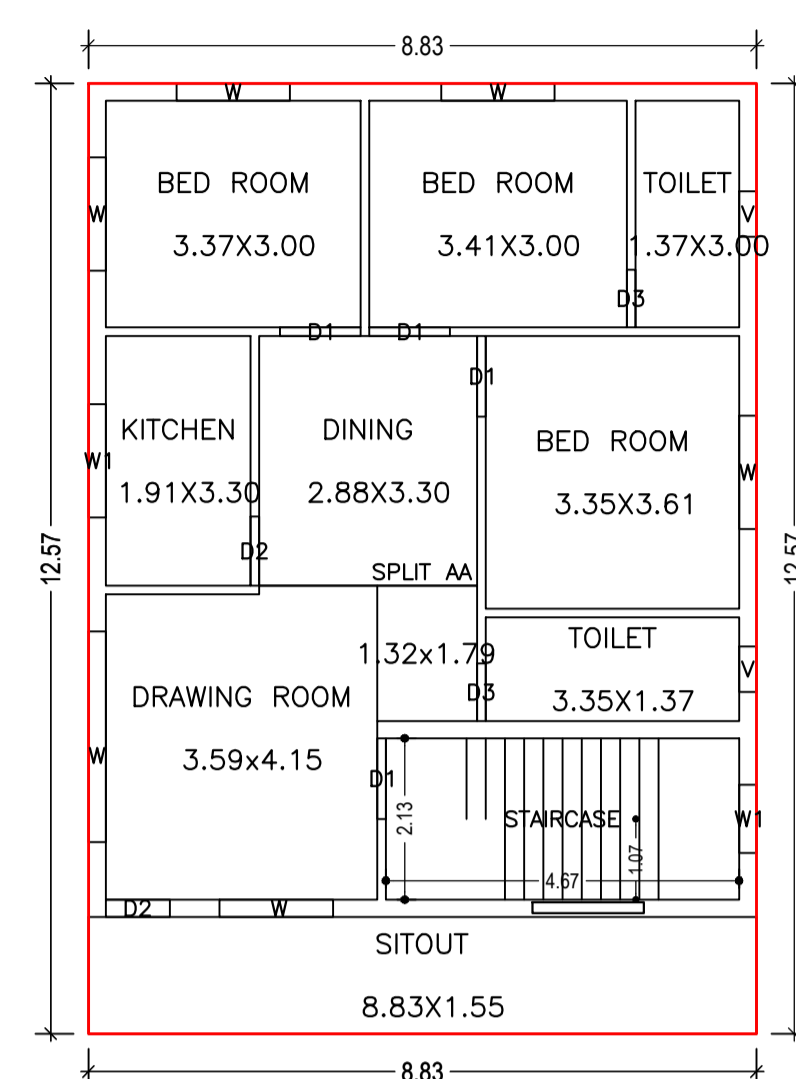 8.83
W W
BED ROOM BED ROOM TOILET
W V
3.37X3.00 3.41X3.00 1.37X3.00
D3
D1 D1
D1
KITCHEN DINING BED ROOM
W1 W
1.91X3.30 2.88X3.30 3.35X3.61
12.57 12.57
D2
SPLIT AA
TOILET
1.32x1.79
V
DRAWING ROOM D3 3.35X1.37
W 3.59x4.15
D1
2.13 STAIRCASE W1
1.07
4.67
D2 W
SITOUT
8.83X1.55
8.83